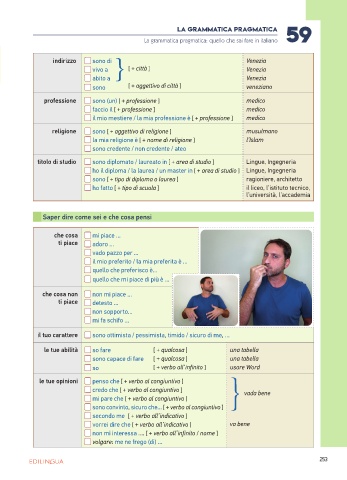 LA GRAMMATICA PRAGMATICA
La grammatica pragmatica: quello che sai fare in italiano
59
indirizzo
sono di
vivo a
abito a
[ + città ]
Venezia
Venezia
Venezia
sono [ + aggettivo di città ] veneziano
professione
sono (un) [ + professione ] medico
faccio il [ + professione ] medico
il mio mestiere / la mia professione è [ + professione ] medico
religione
sono [ + aggettivo di religione ] musulmano
la mia religione è [ + nome di religione ] l'Islam
sono credente / non credente / ateo
titolo di studio
sono diplomato / laureato in [ + area di studio ] Lingue, Ingegneria
ho il diploma / la laurea / un master in [ + area di studio ] Lingue, Ingegneria
sono [ + tipo di diploma o laurea ] ragioniere, architetto
ho fatto [ + tipo di scuola ] il liceo, l'istituto tecnico,
l'università, l'accademia
Saper dire come sei e che cosa pensi
che cosa
ti piace
mi piace ...
adoro ...
vado pazzo per ...
il mio preferito / la mia preferita è ...
quello che preferisco è...
quello che mi piace di più è ...
che cosa non
ti piace
non mi piace ...
detesto ...
non sopporto...
mi fa schifo ...
il tuo carattere
sono ottimista / pessimista, timido / sicuro di me, ...
le tue abilità
so fare [ + qualcosa ] una tabella
sono capace di fare [ + qualcosa ] una tabella
so [ + verbo all'infinito ] usare Word
le tue opinioni
penso che [ + verbo al congiuntivo ]
credo che [ + verbo al congiuntivo ]
mi pare che [ + verbo al congiuntivo ]
sono convinto, sicuro che... [ + verbo al congiuntivo ]
vada bene
secondo me [ + verbo all'indicativo ]
vorrei dire che [ + verbo all'indicativo ] va bene
non mi interessa ... [ + verbo all'infinito / nome ]
volgare: me ne frego (di) ...
EDILINGUA
253